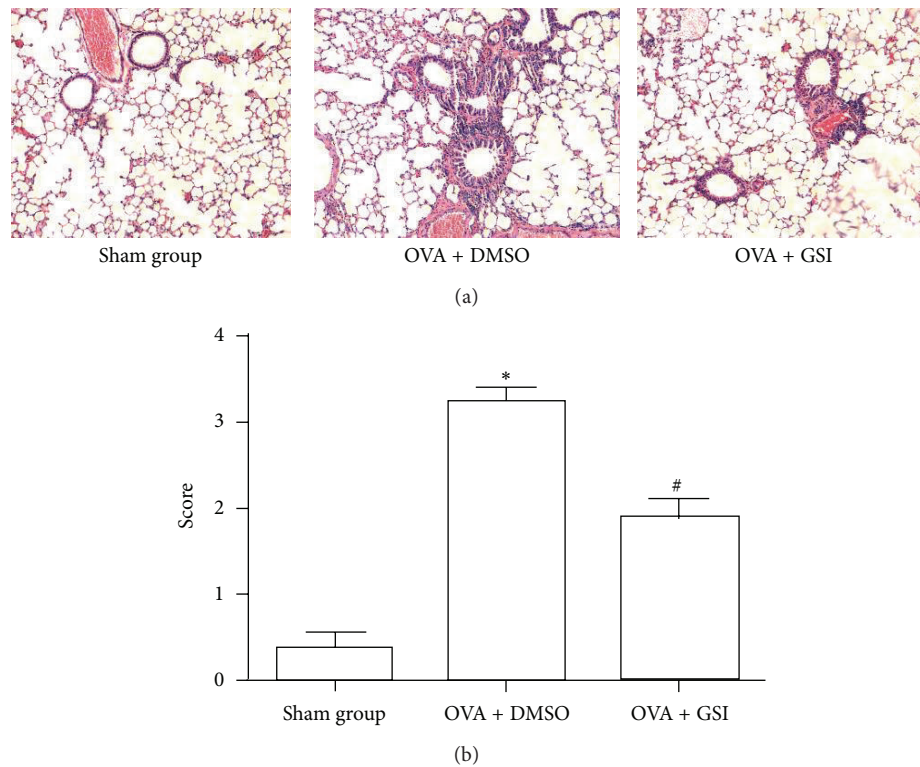 Sham group
OVA + DMSO
OVA + GSI
(a)
4
3
2
1
0
Score
*
#
Sham group
OVA + DMSO
OVA + GSI
(b)